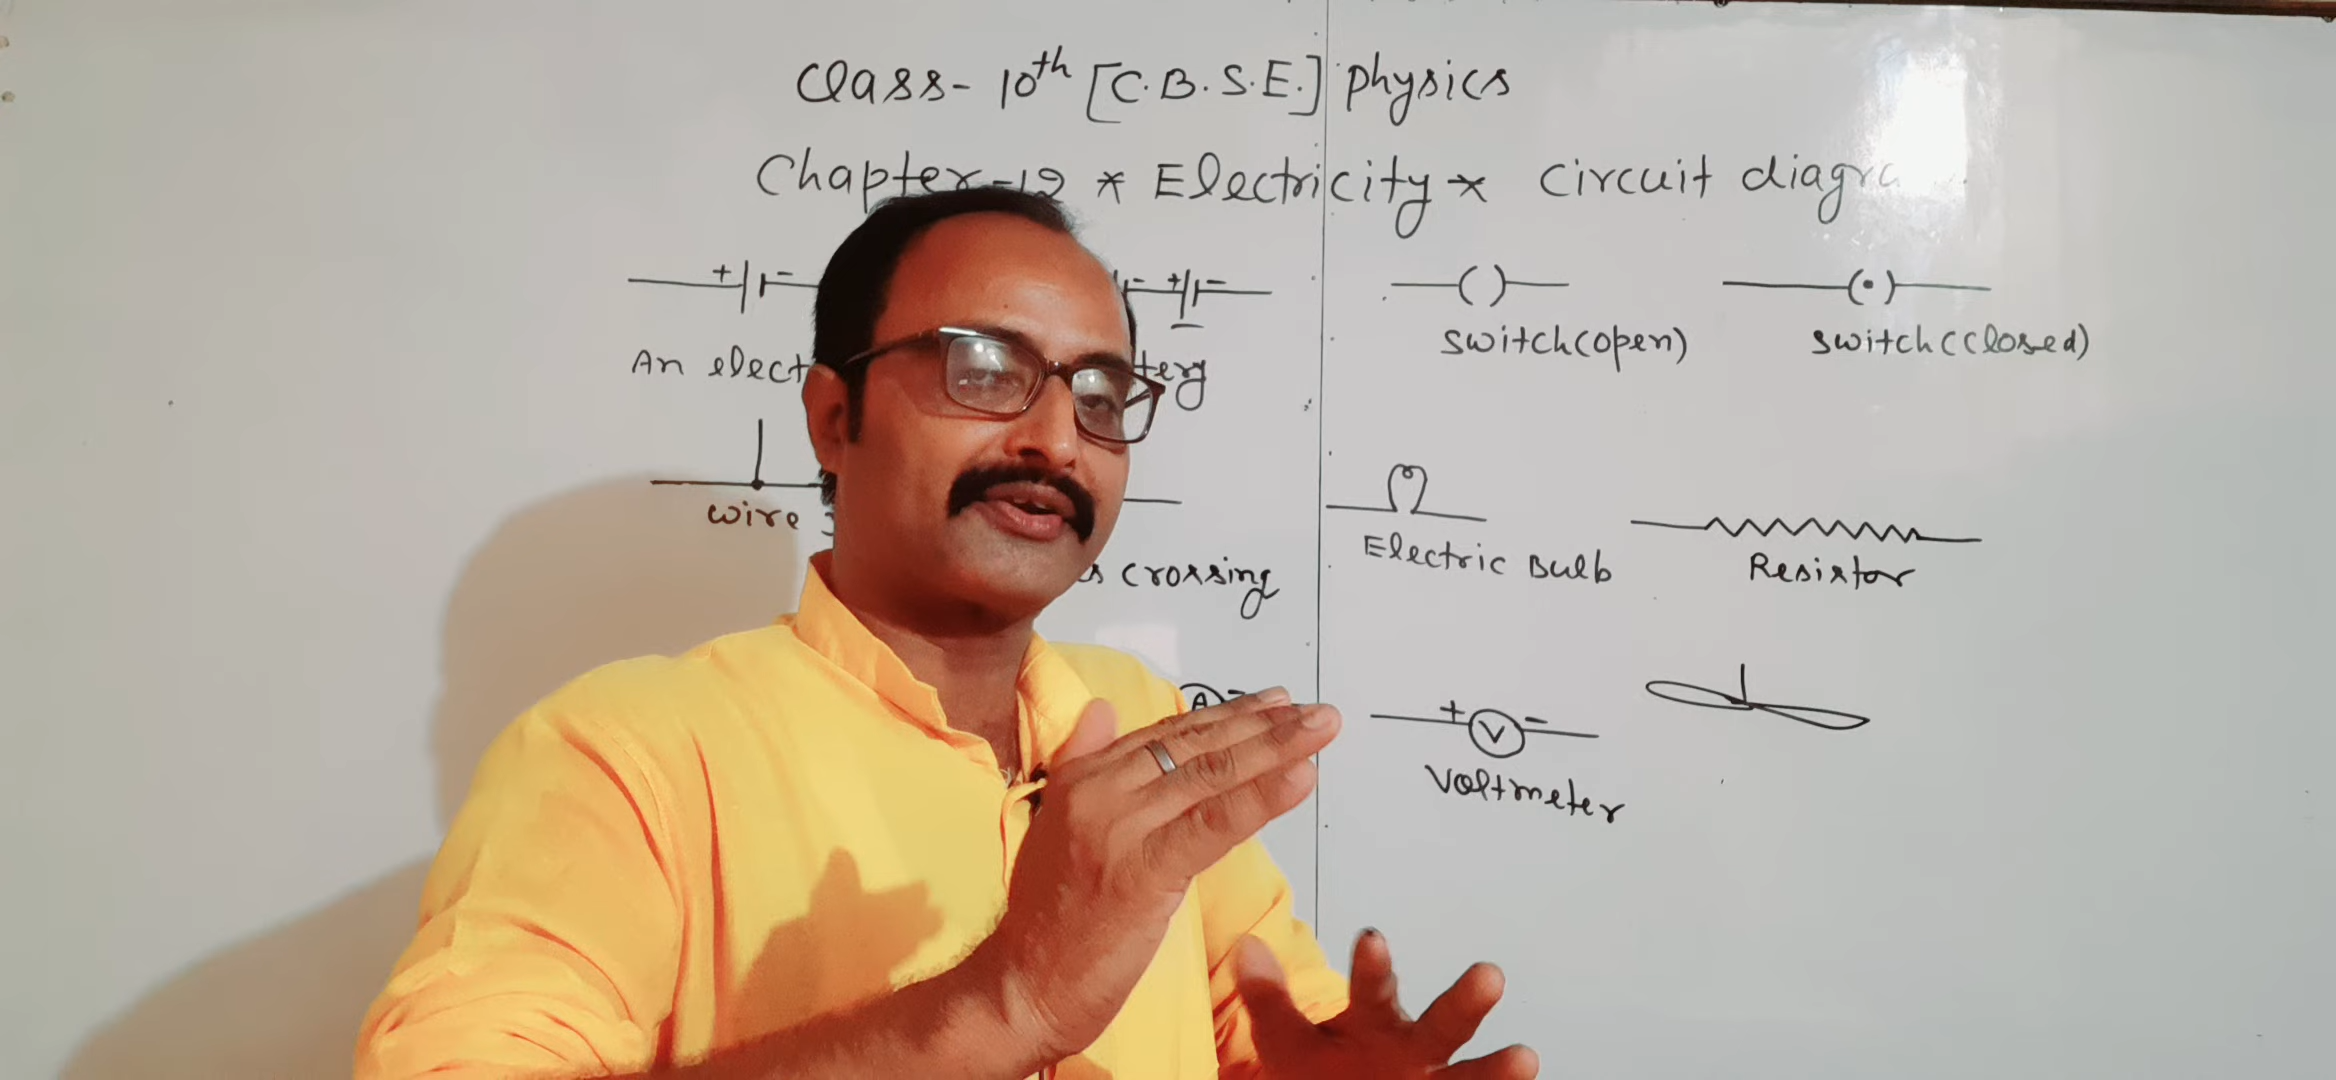 Class- 10th [C.B.S.E.] physics
Chapter-12 * Electricity * Circuit
+ - - + -
An
switch(open) switch(closed)
wire crossing
Electric Bulb Resistor
A - + V -
Voltmeter